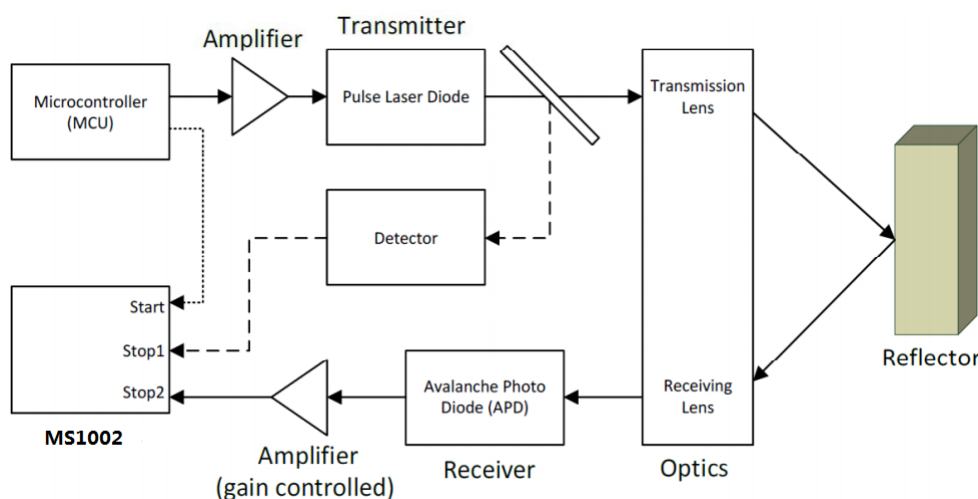 Amplifier
Transmitter
Microcontroller
(MCU)
Pulse Laser Diode
Transmission
Lens
Detector
Start
Stop1
Stop2
MS1002
Amplifier
(gain controlled)
Avalanche Photo
Diode (APD)
Receiver
Receiving
Lens
Optics
Reflector